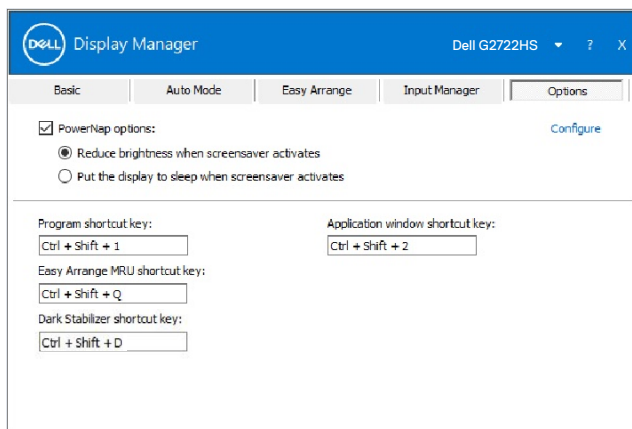 DELL Display Manager
Dell G2722HS ? X
Basic Auto Mode Easy Arrange Input Manager Options
PowerNap options: Configure
Reduce brightness when screensaver activates
Put the display to sleep when screensaver activates
Program shortcut key: Application window shortcut key:
Ctrl + Shift + 1 Ctrl + Shift + 2
Easy Arrange MRU shortcut key:
Ctrl + Shift + Q
Dark Stabilizer shortcut key:
Ctrl + Shift + D